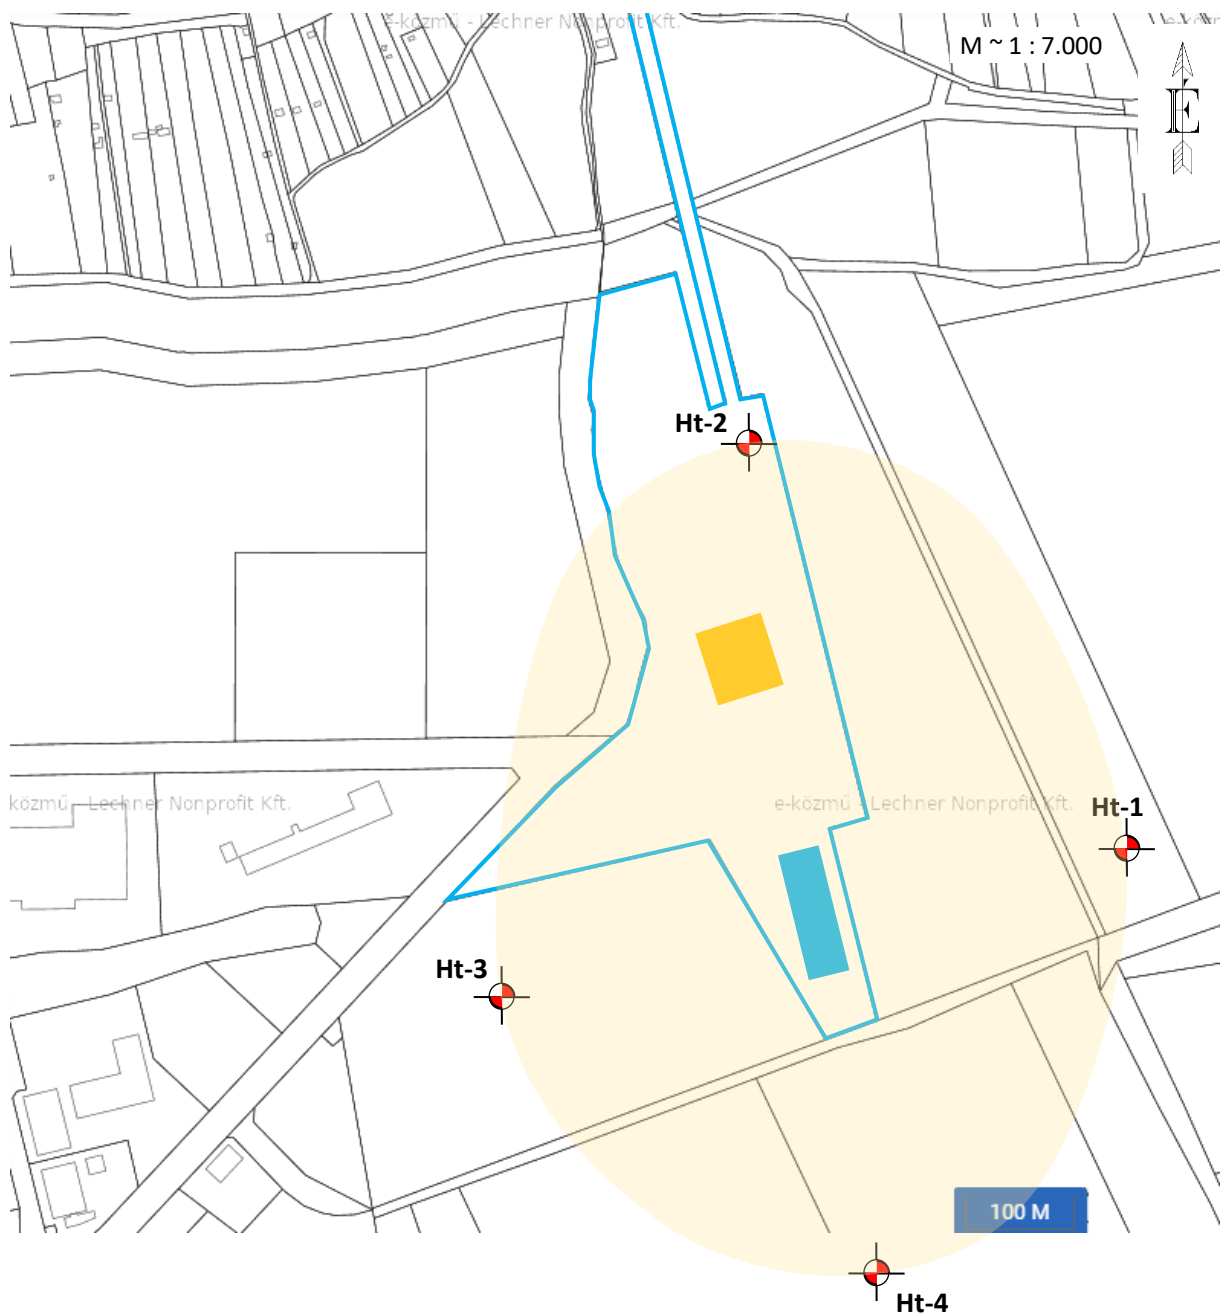 e-közmű - Lechner Nonprofit Kft.
M ~ 1 : 7.000
É
Ht-2
közmű - Lechner Nonprofit Kft.
e-közmű - Lechner Nonprofit Kft.
Ht-1
Ht-3
100 M
Ht-4